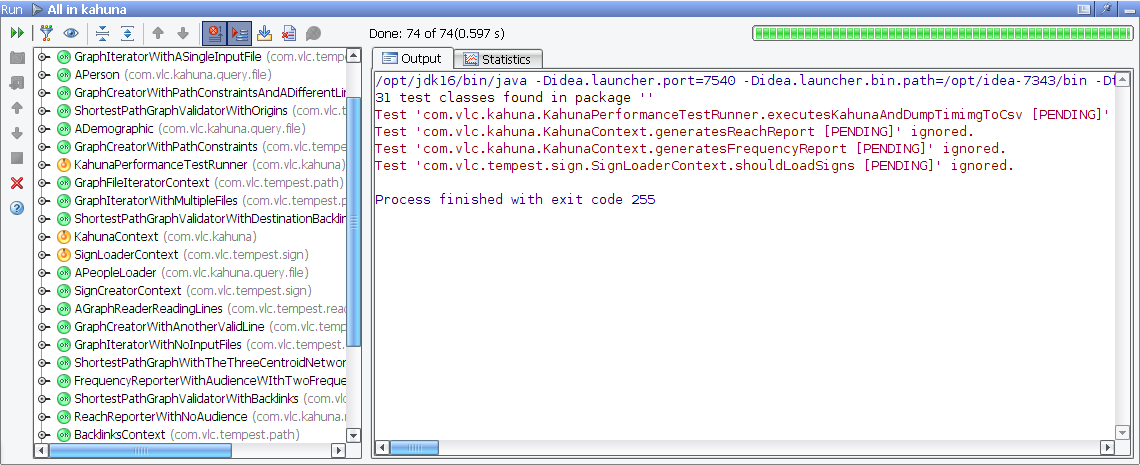 Run All in kahuna
Done: 74 of 74(0.597 s)
GraphIteratorWithASingleInputFile (com.vlc.tempest
APerson (com.vlc.kahuna.query.file)
GraphCreatorWithPathConstraintsAndADifferentLin
ShortestPathGraphValidatorWithOrigins (com.vlc.te
ADemographic (com.vlc.kahuna.query.file)
GraphCreatorWithPathConstraints (com.vlc.tempest
KahunaPerformanceTestRunner (com.vlc.kahuna)
GraphFileIteratorContext (com.vlc.tempest.path)
GraphIteratorWithMultipleFiles (com.vlc.tempest.pa
ShortestPathGraphValidatorWithDestinationBacklin
KahunaContext (com.vlc.kahuna)
SignLoaderContext (com.vlc.tempest.sign)
APeopleLoader (com.vlc.kahuna.query.file)
SignCreatorContext (com.vlc.tempest.sign)
AGraphReaderReadingLines (com.vlc.tempest.read
GraphCreatorWithAnotherValidLine (com.vlc.temp
GraphIteratorWithNoInputFiles (com.vlc.tempest.pa
ShortestPathGraphWithTheThreeCentroidNetwor
FrequencyReporterWithAudienceWIthTwoFreque
ShortestPathGraphValidatorWithBacklinks (com.vlc
ReachReporterWithNoAudience (com.vlc.kahuna.r
BacklinksContext (com.vlc.tempest.path)
Output Statistics
/opt/jdk16/bin/java -Didea.launcher.port=7540 -Didea.launcher.bin.path=/opt/idea-7343/bin -Df
31 test classes found in package ''
Test 'com.vlc.kahuna.KahunaPerformanceTestRunner.executesKahunaAndDumpTimimgToCsv [PENDING]'
Test 'com.vlc.kahuna.KahunaContext.generatesReachReport [PENDING]' ignored.
Test 'com.vlc.kahuna.KahunaContext.generatesFrequencyReport [PENDING]' ignored.
Test 'com.vlc.tempest.sign.SignLoaderContext.shouldLoadSigns [PENDING]' ignored.
Process finished with exit code 255